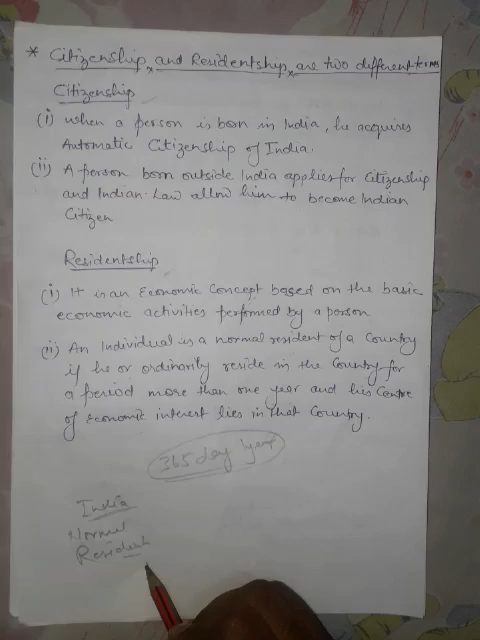 * Citizenship, and Residentship, are two different terms
Citizenship
(i) when a person is born in India, he acquires
Automatic Citizenship of India.
(ii) A person born outside India applies for Citizenship
and Indian Law allow him to become Indian
Citizen
Residentship
(i) It is an Economic Concept based on the basic
economic activities performed by a person
(ii) An Individual is a normal resident of a Country
if he or ordinarily reside in the Country for
a period more than one year and his Centre
of economic interest lies in that Country.
365 day 1year
India
Normal
Resident